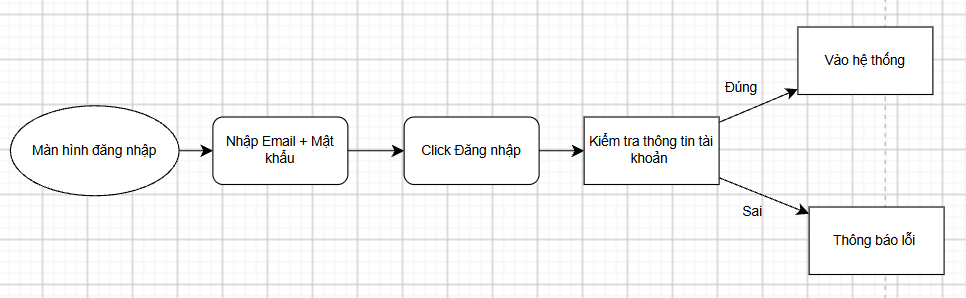 Màn hình đăng nhập
Nhập Email + Mật
khẩu
Click Đăng nhập
Kiểm tra thông tin tài
khoản
Đúng
Vào hệ thống
Sai
Thông báo lỗi